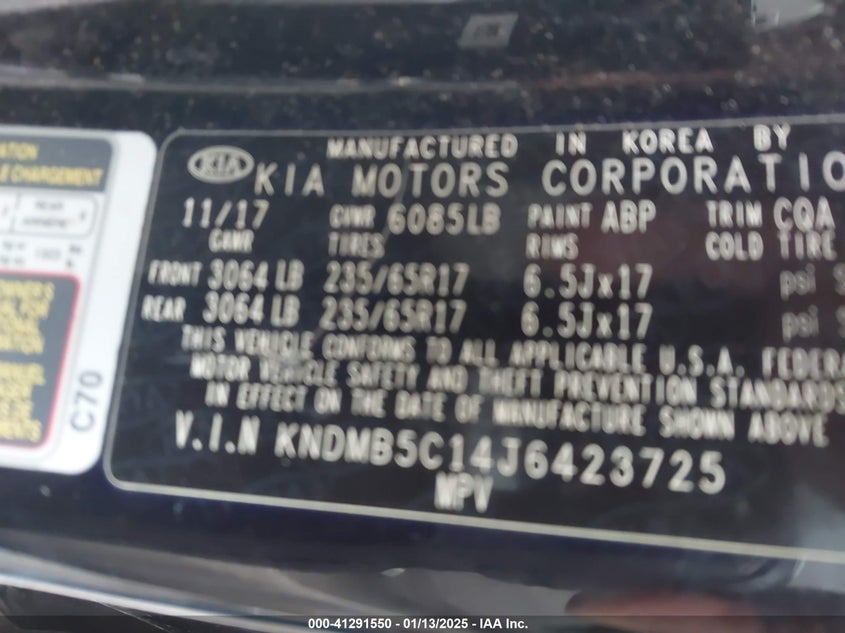 MANUFACTURED IN KOREA BY
KIA
KIA MOTORS CORPORATIO
11/17 GVWR 6085LB PAINT ABP TRIM CQA
GAWR TIRES RIMS COLD TIRE
FRONT 3064 LB 235/65R17 6.5Jx17 psi
REAR 3064 LB 235/65R17 6.5Jx17 psi
THIS VEHICLE CONFORMS TO ALL APPLICABLE U.S.A. FEDERA
MOTOR VEHICLE SAFETY AND THEFT PREVENTION STANDARDS
IN EFFECT ON THE DATE OF MANUFACTURE SHOWN ABOVE
V.I.N KNDMB5C14J6423725
MPV
CHARGEMENT
C70
000-41291550 — 01/13/2025 - IAA Inc.